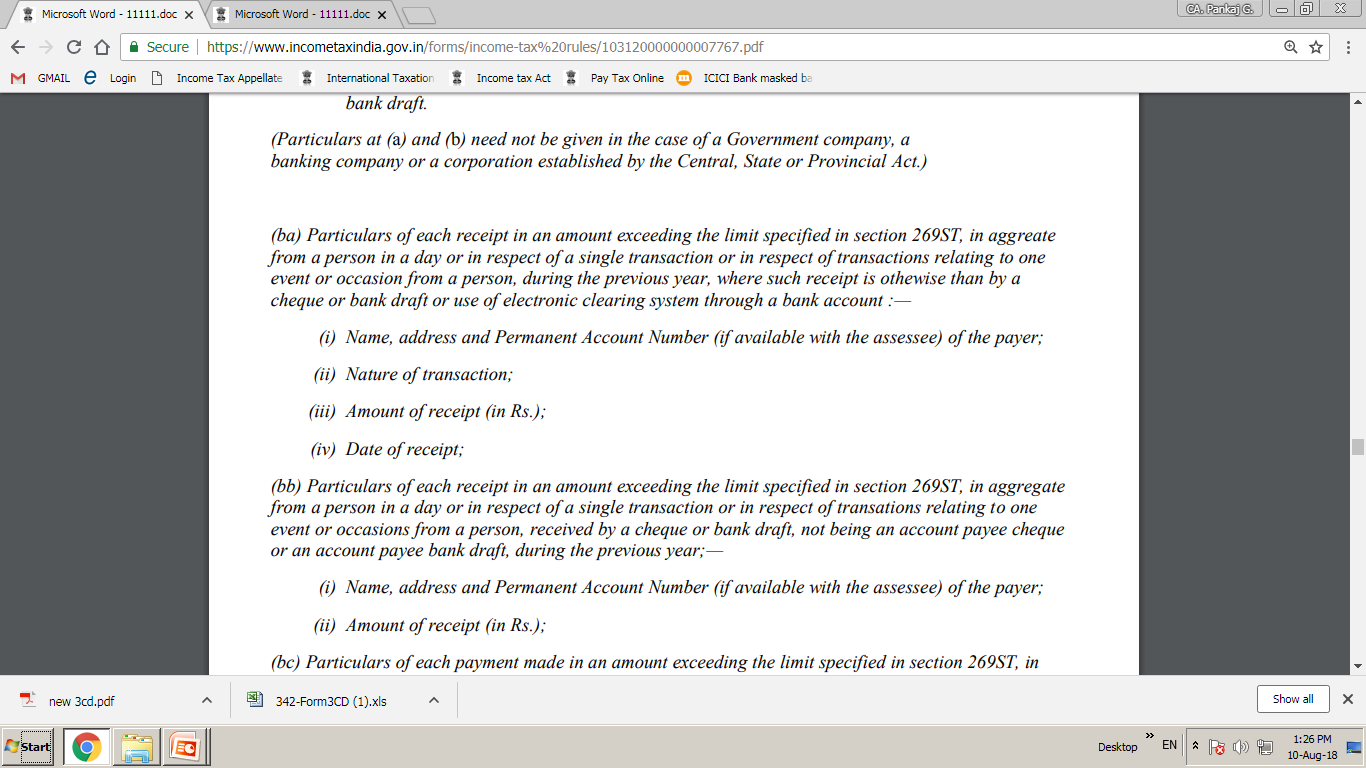 Microsoft Word - 11111.doc
Microsoft Word - 11111.doc
CA. Pankaj G.
Secure
https://www.incometaxindia.gov.in/forms/income-tax%20rules/103120000000007767.pdf
GMAIL
Login
Income Tax Appellate
International Taxation
Income tax Act
Pay Tax Online
ICICI Bank masked ba
bank draft.
(Particulars at (a) and (b) need not be given in the case of a Government company, a
banking company or a corporation established by the Central, State or Provincial Act.)
(ba) Particulars of each receipt in an amount exceeding the limit specified in section 269ST, in aggreate
from a person in a day or in respect of a single transaction or in respect of transactions relating to one
event or occasion from a person, during the previous year, where such receipt is othewise than by a
cheque or bank draft or use of electronic clearing system through a bank account :—
(i) Name, address and Permanent Account Number (if available with the assessee) of the payer;
(ii) Nature of transaction;
(iii) Amount of receipt (in Rs.);
(iv) Date of receipt;
(bb) Particulars of each receipt in an amount exceeding the limit specified in section 269ST, in aggregate
from a person in a day or in respect of a single transaction or in respect of transations relating to one
event or occasions from a person, received by a cheque or bank draft, not being an account payee cheque
or an account payee bank draft, during the previous year;—
(i) Name, address and Permanent Account Number (if available with the assessee) of the payer;
(ii) Amount of receipt (in Rs.);
(bc) Particulars of each payment made in an amount exceeding the limit specified in section 269ST, in
new 3cd.pdf
342-Form3CD (1).xls
Show all
Start
Desktop
EN
1:26 PM
10-Aug-18